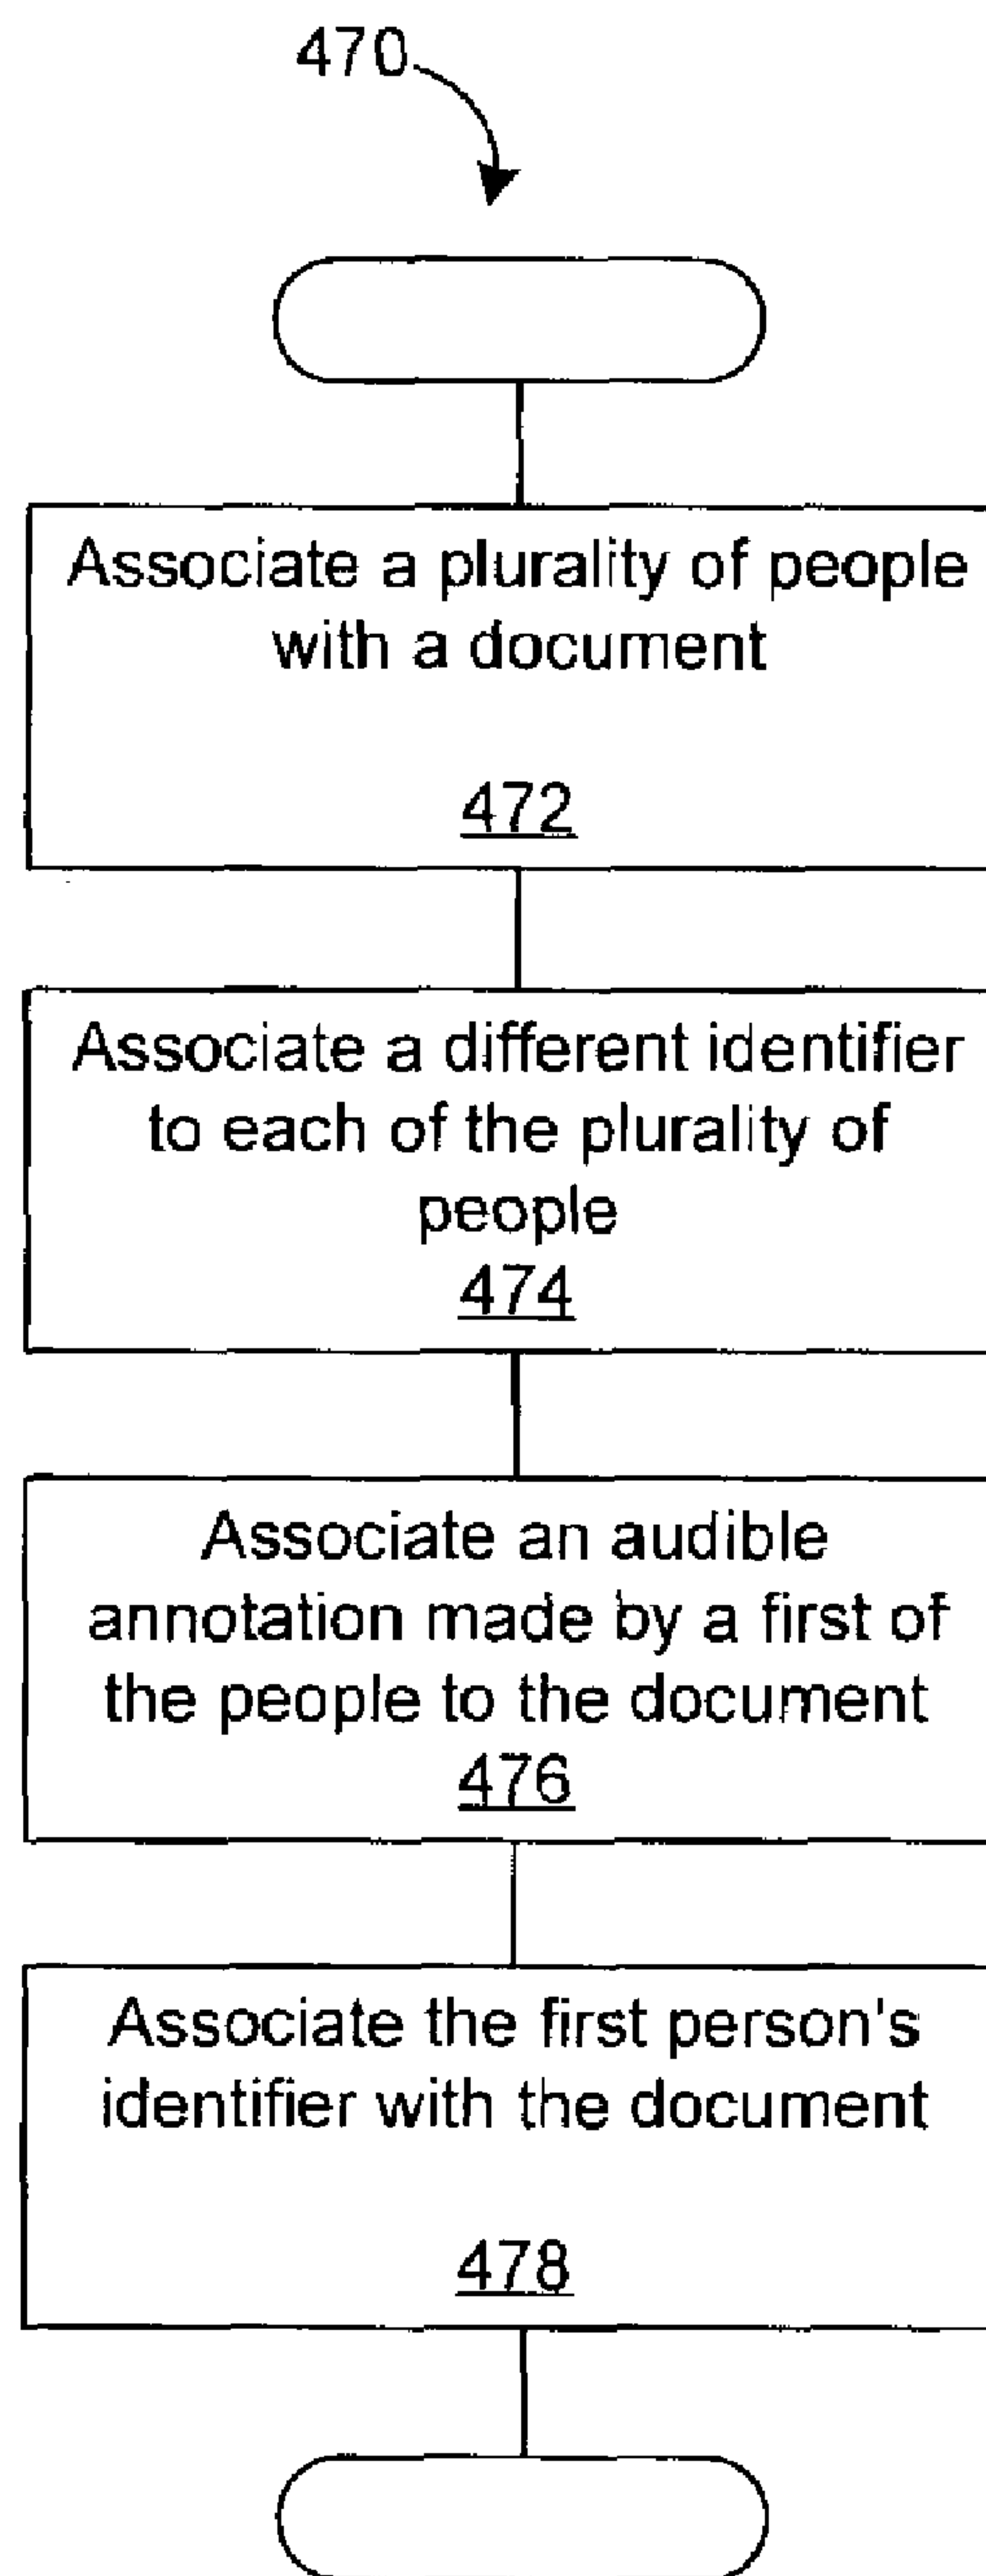 470
Associate a plurality of people
with a document
472
Associate a different identifier
to each of the plurality of
people
474
Associate an audible
annotation made by a first of
the people to the document
476
Associate the first person's
identifier with the document
478